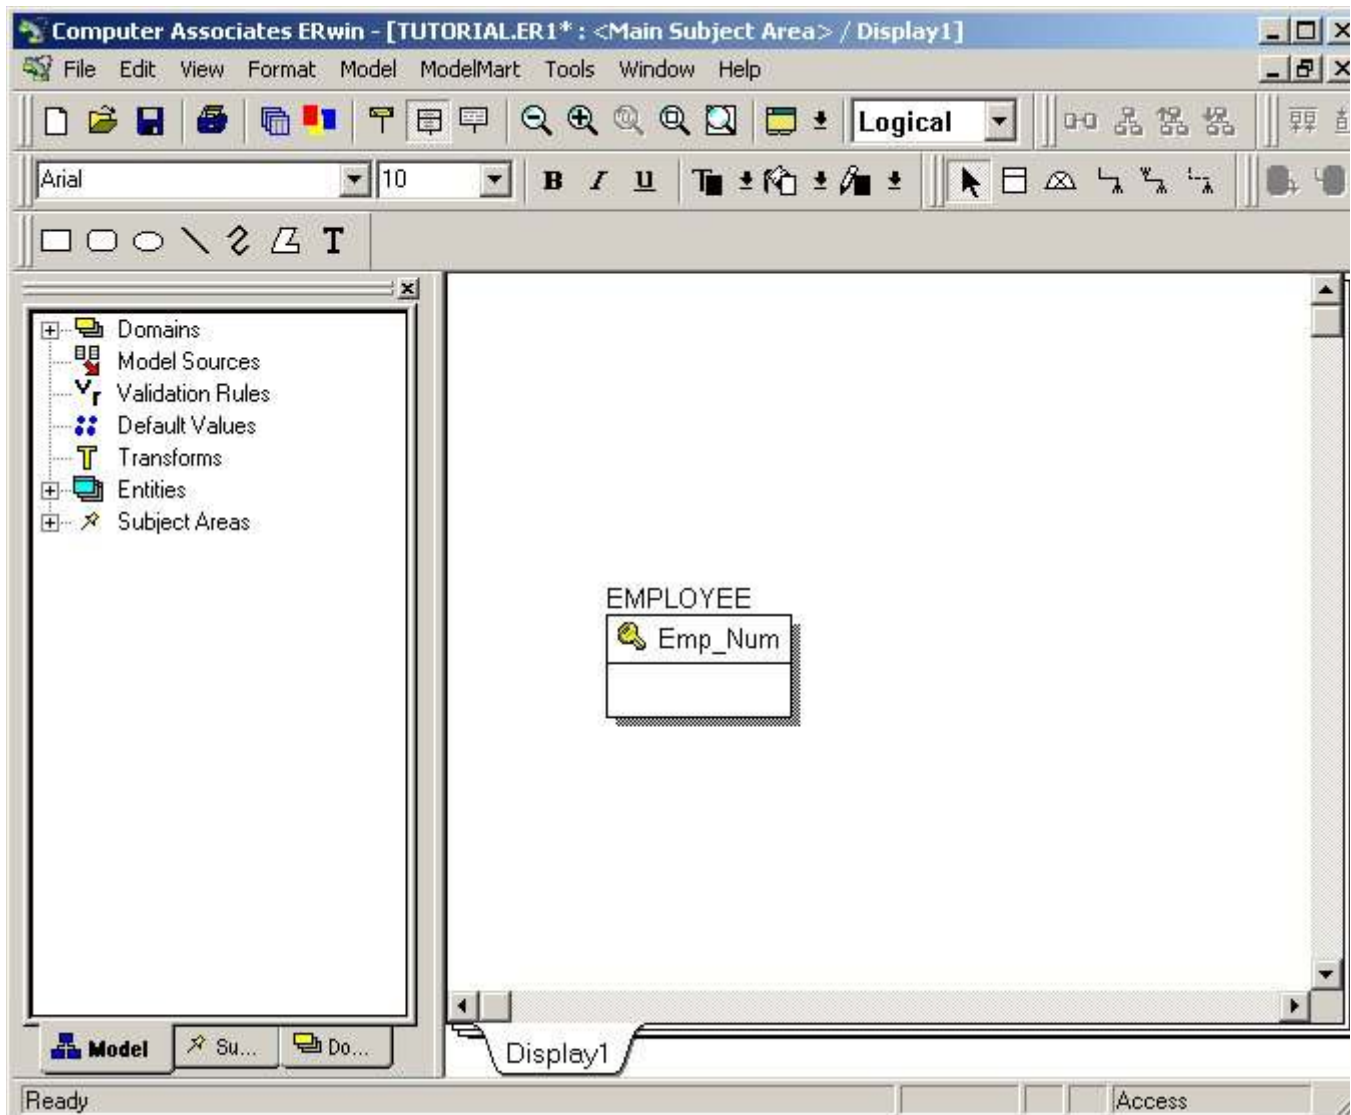 Computer Associates ERwin - [TUTORIAL.ER1* : <Main Subject Area> / Display1]
File Edit View Format Model ModelMart Tools Window Help
Logical
Arial 10 B I U T
T
Domains
Model Sources
Validation Rules
Default Values
Transforms
Entities
Subject Areas
EMPLOYEE
Emp_Num
Model Su... Do...
Display1
Ready Access